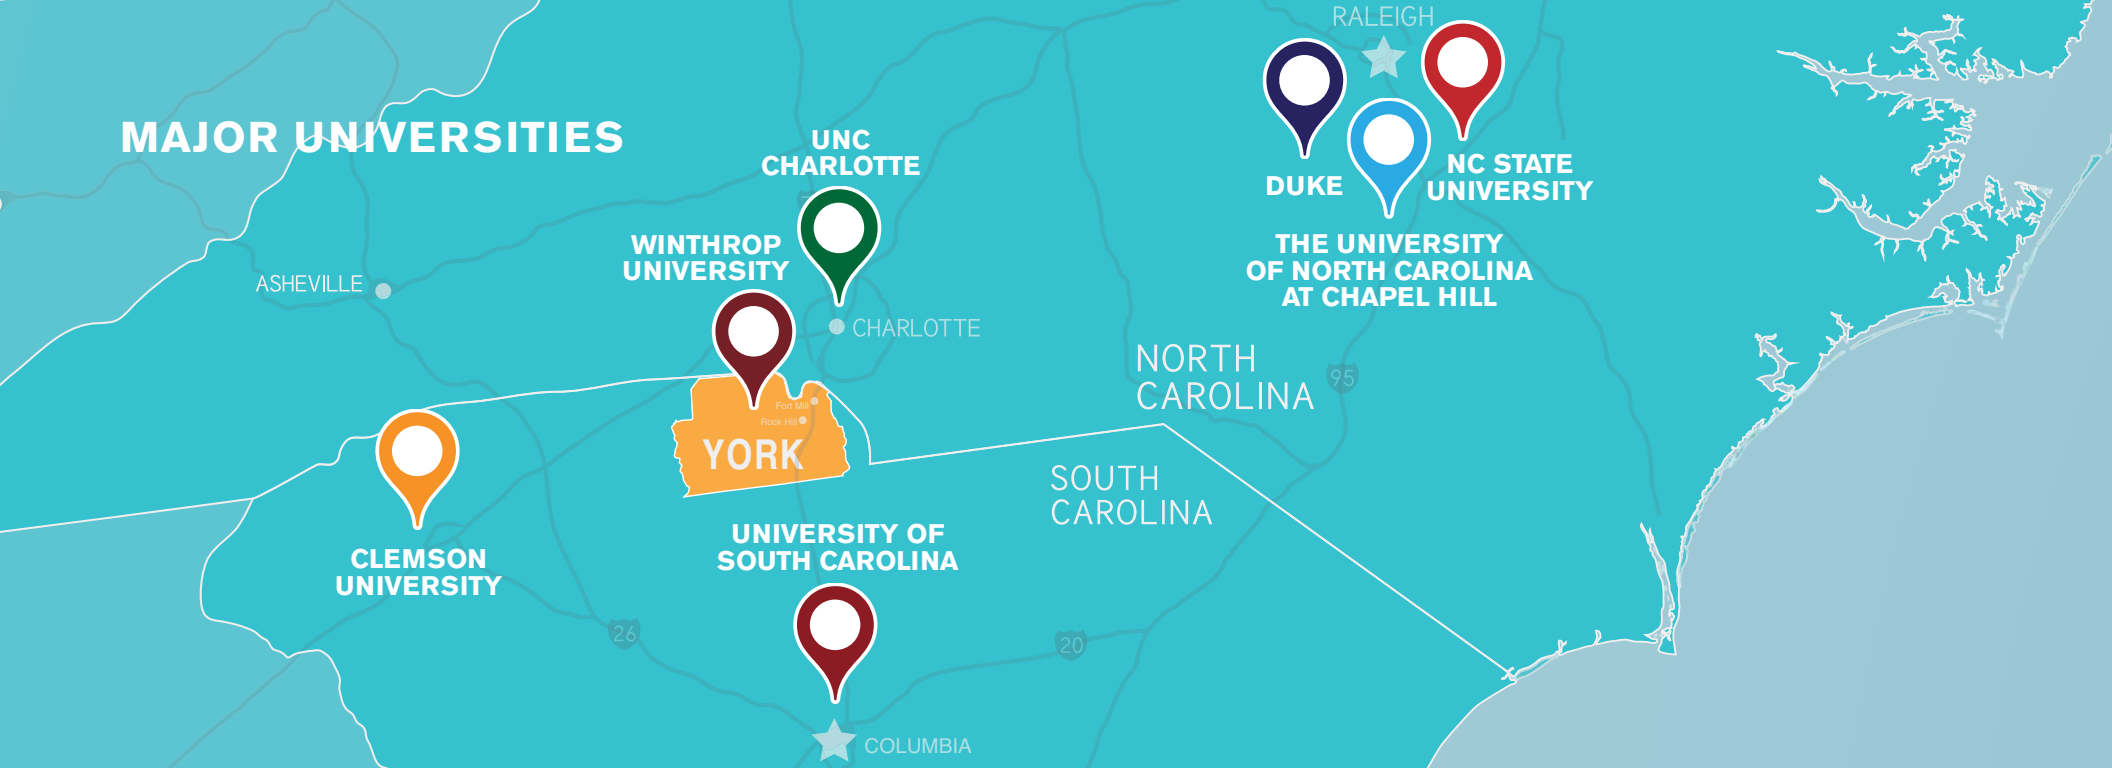 RALEIGH
MAJOR UNIVERSITIES
UNC
CHARLOTTE
DUKE
NC STATE
UNIVERSITY
WINTHROP
UNIVERSITY
THE UNIVERSITY
OF NORTH CAROLINA
AT CHAPEL HILL
ASHEVILLE
CHARLOTTE
NORTH
CAROLINA
95
Fort Mill
Rock Hill
YORK
SOUTH
CAROLINA
UNIVERSITY OF
SOUTH CAROLINA
CLEMSON
UNIVERSITY
26
20
COLUMBIA